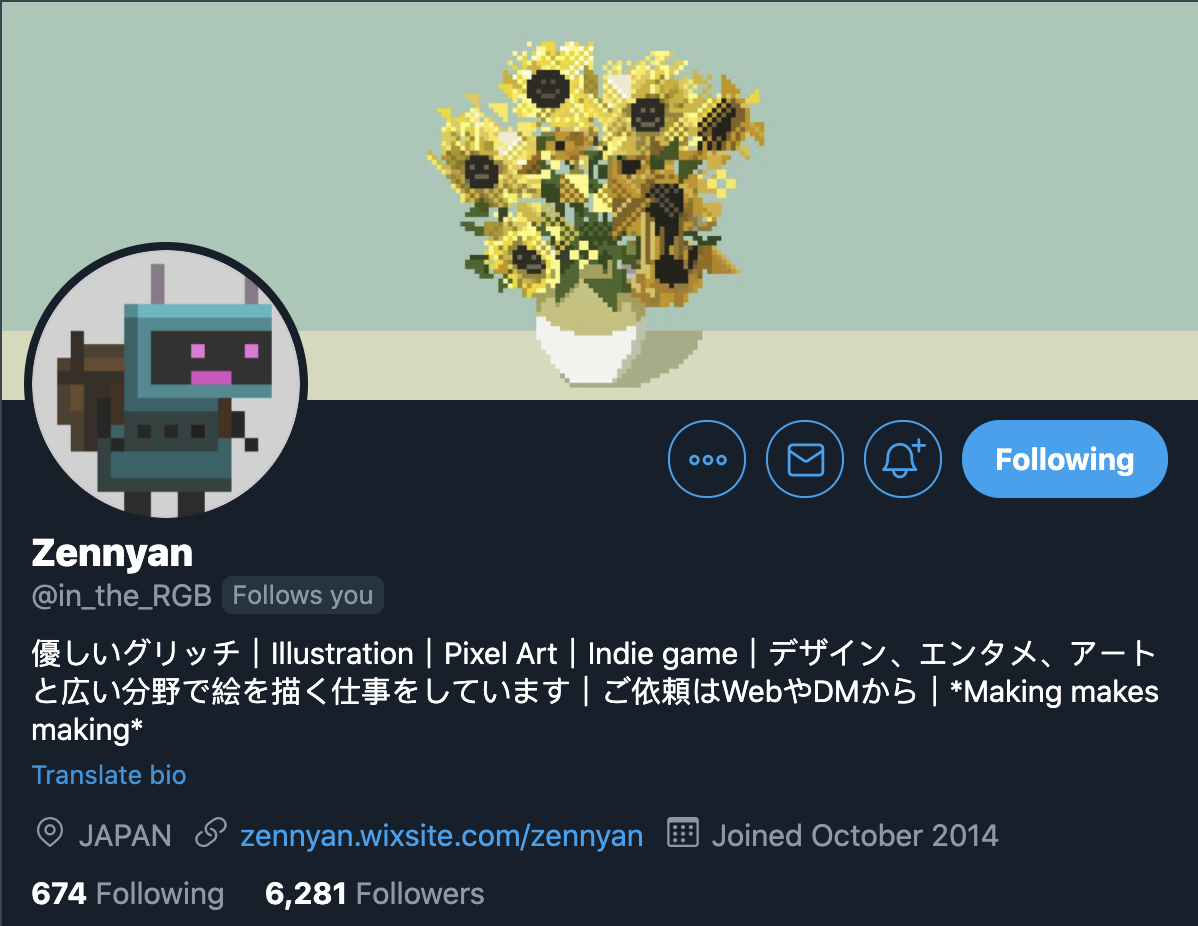 Following
Zennyan
@in_the_RGB Follows you
優しいグリッチ｜Illustration｜Pixel Art｜Indie game｜デザイン、エンタメ、アート
と広い分野で絵を描く仕事をしています｜ご依頼はWebやDMから｜*Making makes
making*
Translate bio
JAPAN zennyan.wixsite.com/zennyan Joined October 2014
674 Following 6,281 Followers